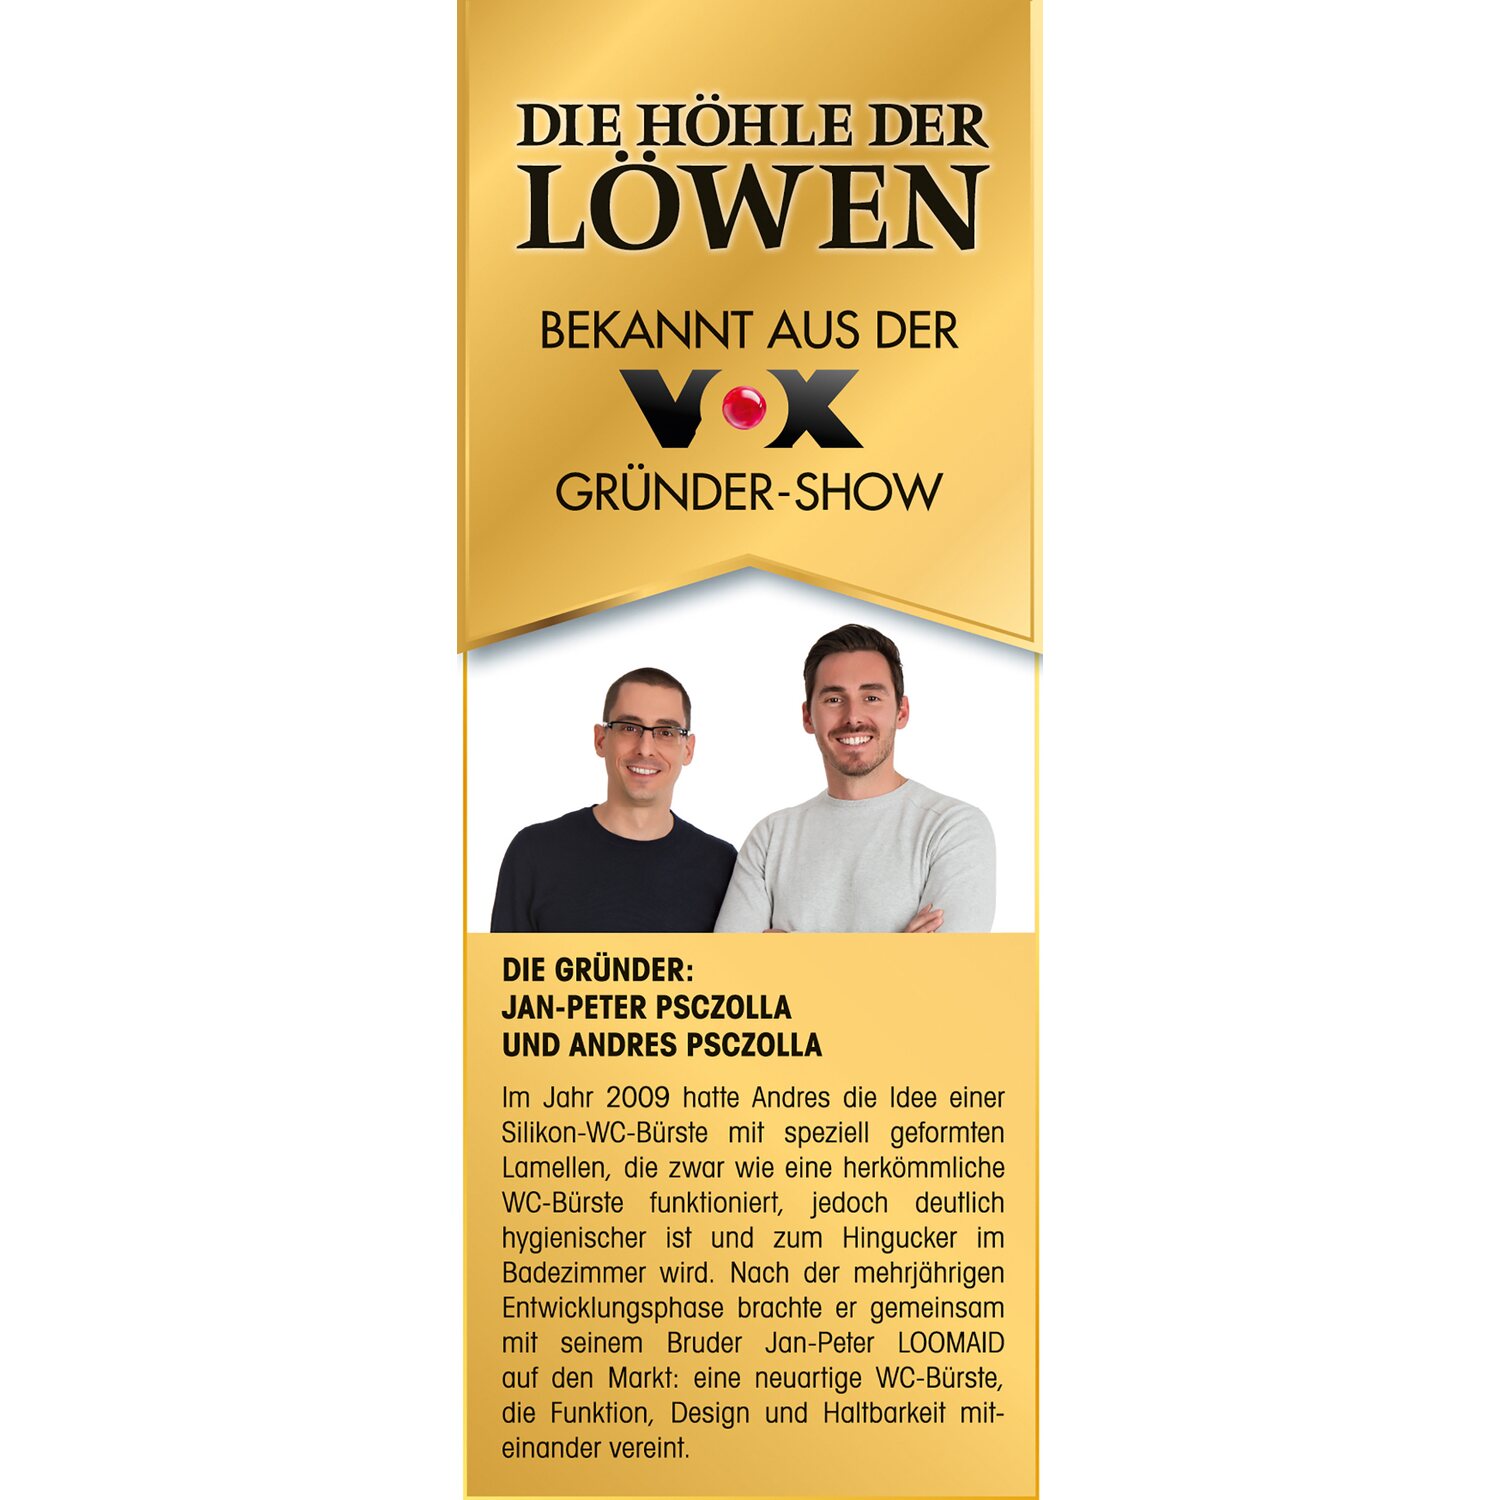 DIE HÖHLE DER
LÖWEN
BEKANNT AUS DER
VOX
GRÜNDER-SHOW
DIE GRÜNDER:
JAN-PETER PSCZOLLA
UND ANDRES PSCZOLLA
Im Jahr 2009 hatte Andres die Idee einer
Silikon-WC-Bürste mit speziell geformten
Lamellen, die zwar wie eine herkömmliche
WC-Bürste funktioniert, jedoch deutlich
hygienischer ist und zum Hingucker im
Badezimmer wird. Nach der mehrjährigen
Entwicklungsphase brachte er gemeinsam
mit seinem Bruder Jan-Peter LOOMAID
auf den Markt: eine neuartige WC-Bürste,
die Funktion, Design und Haltbarkeit mit-
einander vereint.